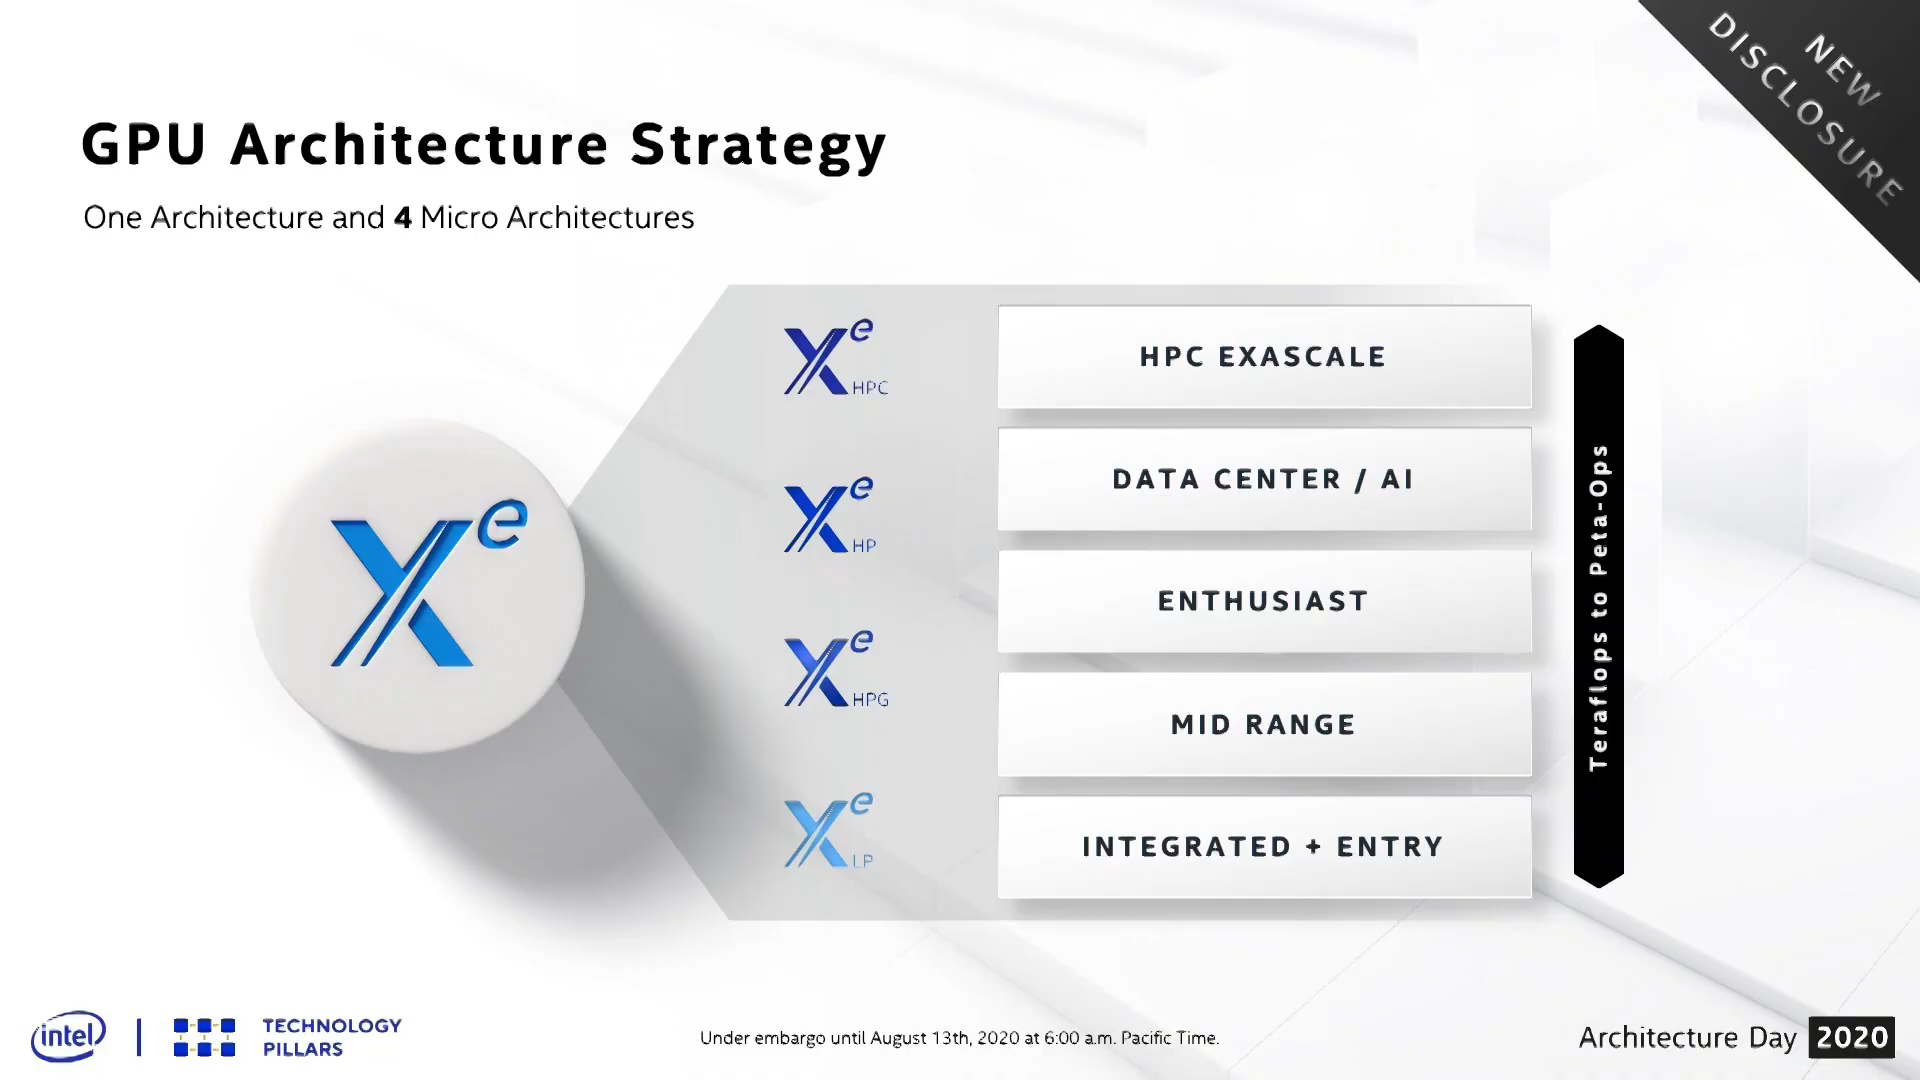 NEW
DISCLOSURE
GPU Architecture Strategy
One Architecture and 4 Micro Architectures
Xe HPC
HPC EXASCALE
Xe HP
DATA CENTER / AI
ENTHUSIAST
Xe HPG
MID RANGE
Xe LP
INTEGRATED + ENTRY
Xe
Teraflops to Peta-Ops
intel
TECHNOLOGY
PILLARS
Under embargo until August 13th, 2020 at 6:00 a.m. Pacific Time.
Architecture Day 2020